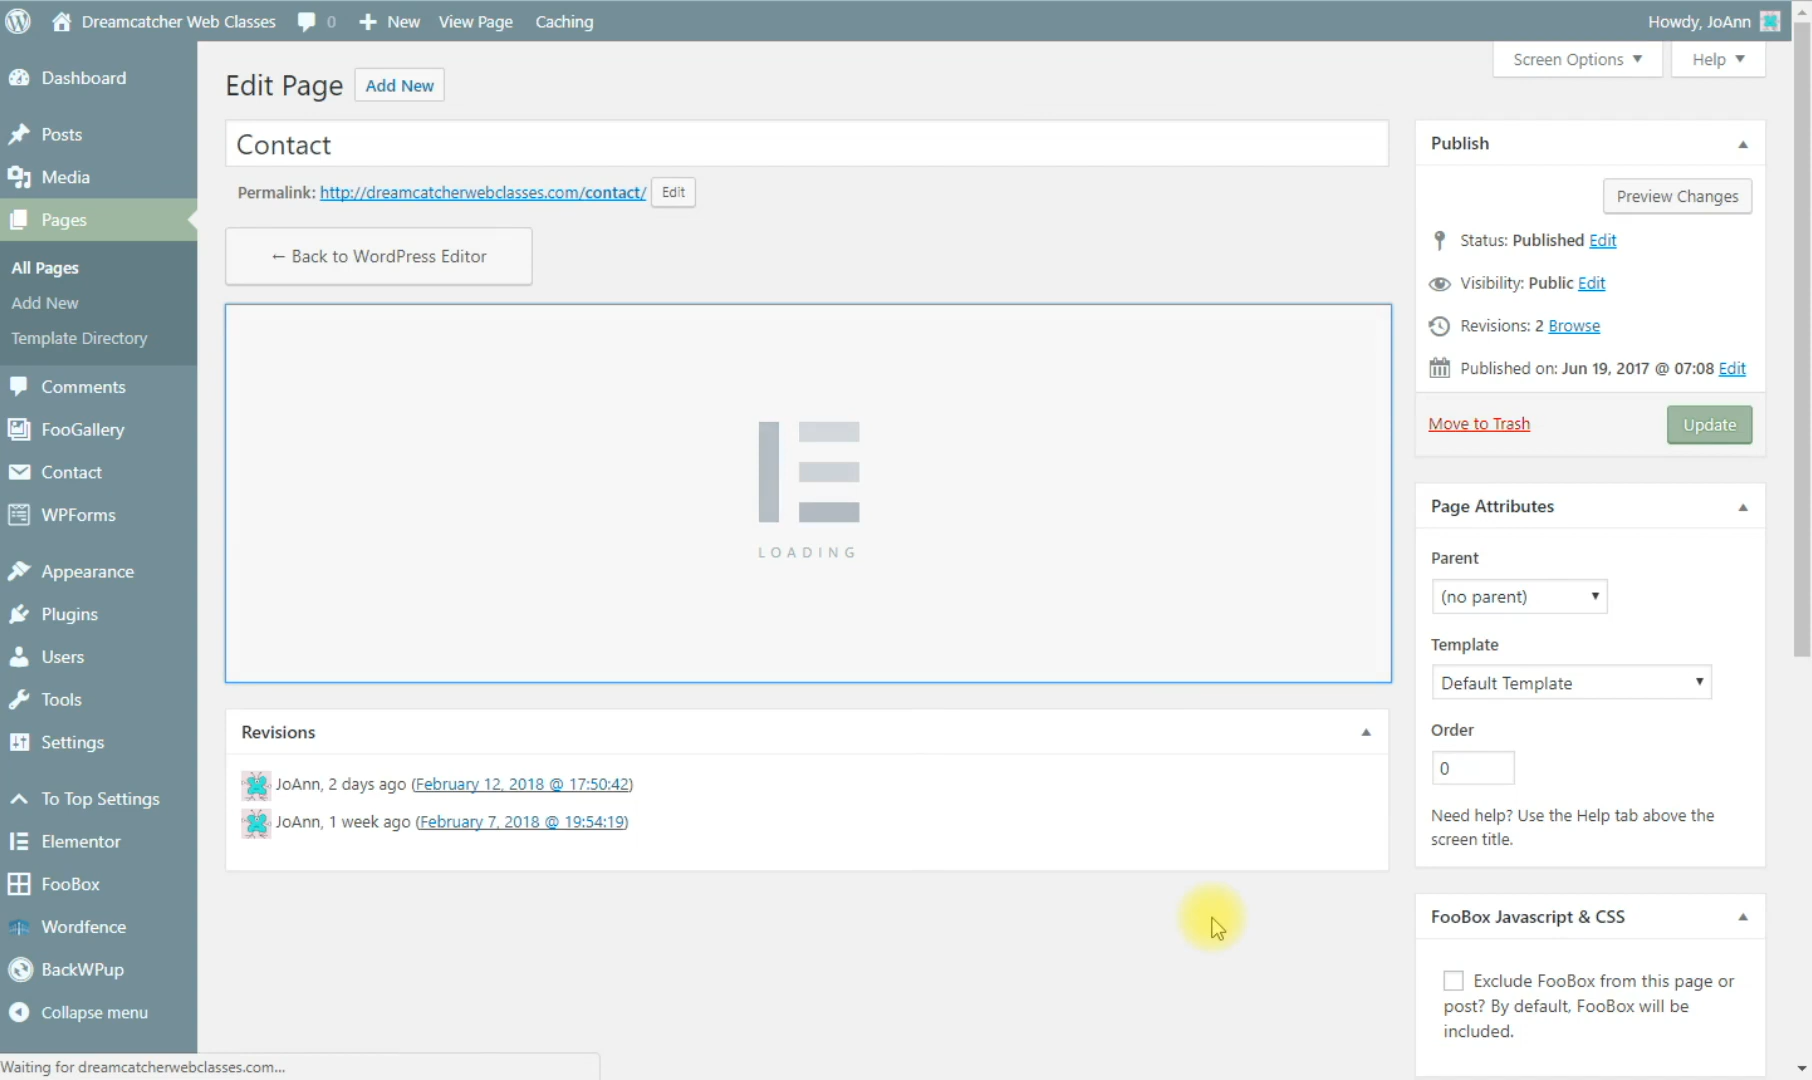 Dreamcatcher Web Classes 0 New View Page Caching Howdy, JoAnn
Screen Options Help
Dashboard
Posts
Media
Pages
All Pages
Add New
Template Directory
Comments
FooGallery
Contact
WPForms
Appearance
Plugins
Users
Tools
Settings
To Top Settings
Elementor
FooBox
Wordfence
BackWPup
Collapse menu
Edit Page Add New
Contact
Permalink: http://dreamcatcherwebclasses.com/contact/ Edit
← Back to WordPress Editor
LOADING
Revisions
JoAnn, 2 days ago (February 12, 2018 @ 17:50:42)
JoAnn, 1 week ago (February 7, 2018 @ 19:54:19)
Publish
Preview Changes
Status: Published Edit
Visibility: Public Edit
Revisions: 2 Browse
Published on: Jun 19, 2017 @ 07:08 Edit
Move to Trash Update
Page Attributes
Parent
(no parent)
Template
Default Template
Order
0
Need help? Use the Help tab above the
screen title.
FooBox Javascript & CSS
Exclude FooBox from this page or
post? By default, FooBox will be
included.
Waiting for dreamcatcherwebclasses.com...